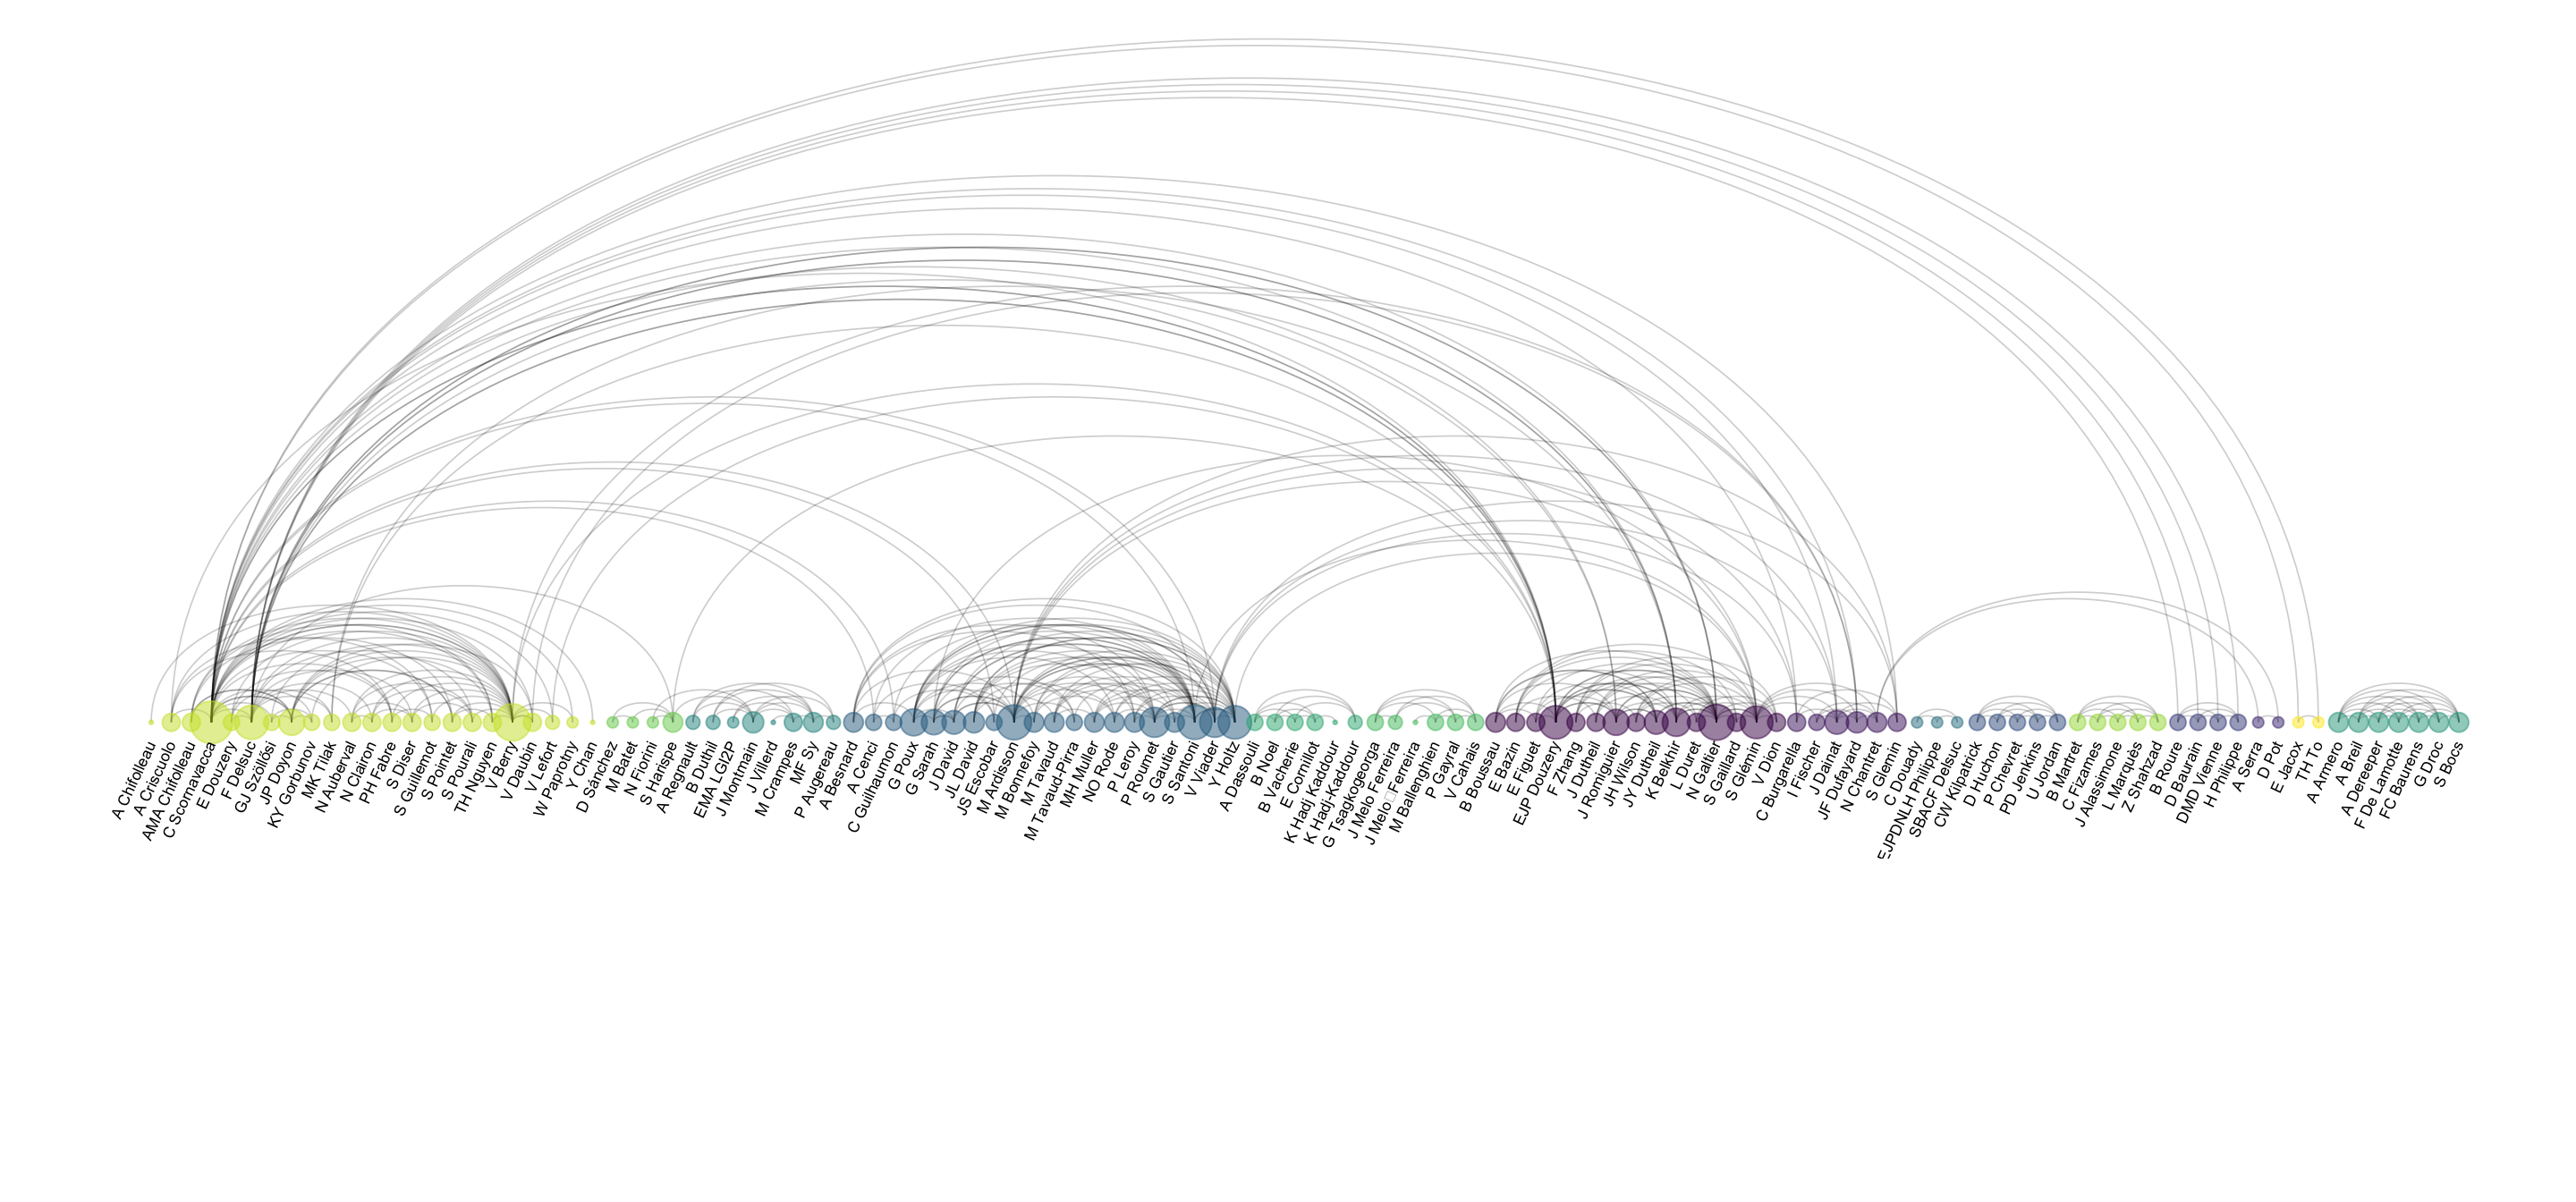 A Chifolleau
A Criscuolo
AMA Chifolleau
C Scornavacca
E Douzery
F Delsuc
GJ Szöllősi
JP Doyon
KY Gorbunov
MK Tilak
N Auberval
N Clairon
PH Fabre
S Diser
S Guillemot
S Pointet
S Pourali
TH Nguyen
V Berry
V Daubin
V Lefort
W Paprotny
Y Chan
D Sánchez
M Batet
N Fiorini
S Harispe
A Regnault
B Duthil
EMA LGI2P
J Montmain
J Villerd
M Crampes
MF Sy
P Augereau
A Besnard
A Cenci
C Guilhaumon
G Poux
G Sarah
J David
JL David
JS Escobar
M Ardisson
M Bonnefoy
M Tavaud
M Tavaud-Pirra
MH Muller
NO Rode
P Leroy
P Roumet
S Gautier
S Santoni
V Viader
Y Holtz
A Dassouli
B Noel
B Vacherie
E Cornillot
K Hadj Kaddour
K Hadj-Kaddour
G Tsagkogeorga
J Melo Ferreira
J Melo□Ferreira
M Ballenghien
P Gayral
V Cahais
B Boussau
E Bazin
E Figuet
EJP Douzery
F Zhang
J Dutheil
J Romiguier
JH Wilson
JY Dutheil
K Belkhir
L Duret
N Galtier
S Gaillard
S Glémin
V Dion
C Burgarella
I Fischer
J Dainat
JF Dufayard
N Chantret
S Glemin
C Douady
EJPDNLH Philippe
SBACF Delsuc
CW Kilpatrick
D Huchon
P Chevret
PD Jenkins
U Jordan
B Martret
C Fizames
J Alassimone
L Marquès
Z Shahzad
B Roure
D Baurain
DMD Vienne
H Philippe
A Serra
D Pot
E Jacox
TH To
A Armero
A Breil
A Dereeper
F De Lamotte
FC Baurens
G Droc
S Bocs